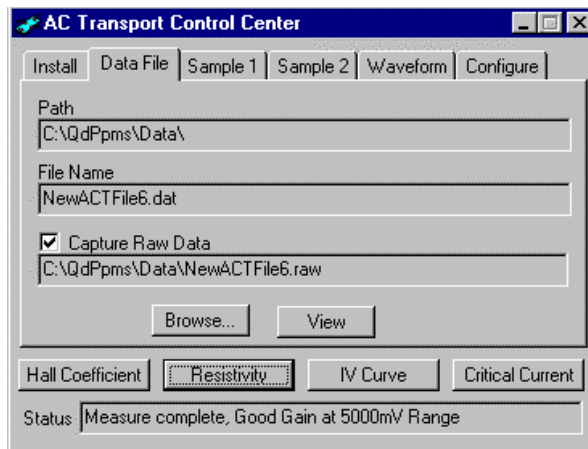 AC Transport Control Center
Install Data File Sample 1 Sample 2 Waveform Configure
Path
C:\QdPpms\Data\
File Name
NewACTFile6.dat
Capture Raw Data
C:\QdPpms\Data\NewACTFile6.raw
Browse... View
Hall Coefficient Resistivity IV Curve Critical Current
Status Measure complete, Good Gain at 5000mV Range